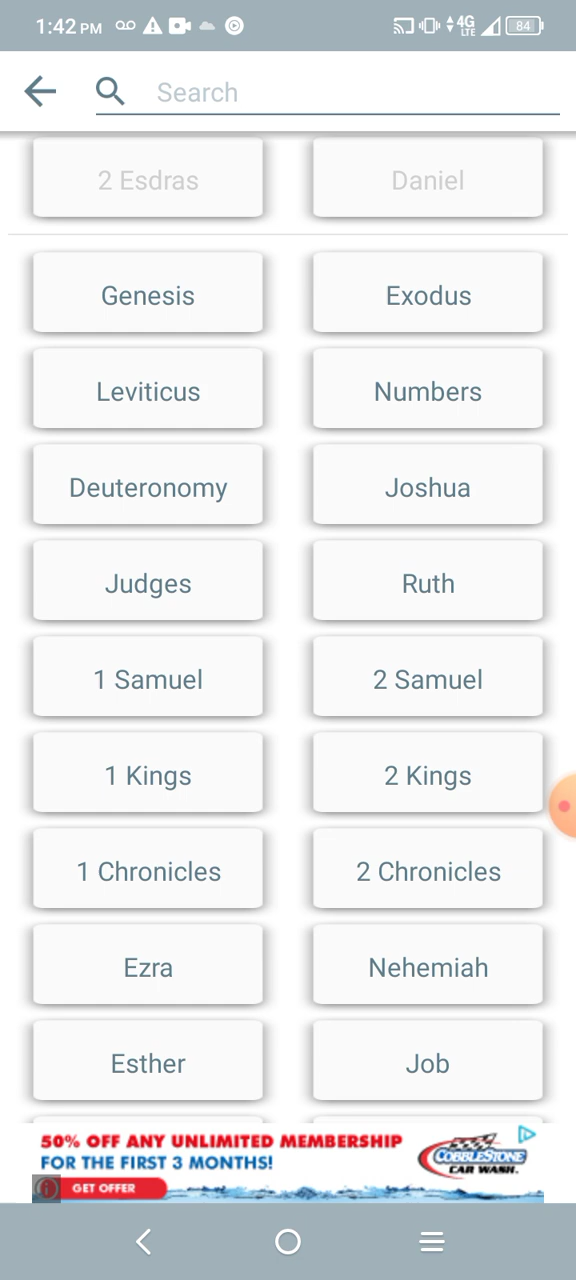 1:42 PM 4G LTE 84
Search
2 Esdras Daniel
Genesis Exodus
Leviticus Numbers
Deuteronomy Joshua
Judges Ruth
1 Samuel 2 Samuel
1 Kings 2 Kings
1 Chronicles 2 Chronicles
Ezra Nehemiah
Esther Job
50% OFF ANY UNLIMITED MEMBERSHIP
FOR THE FIRST 3 MONTHS!
GET OFFER
COBBLESTONE
CAR WASH.